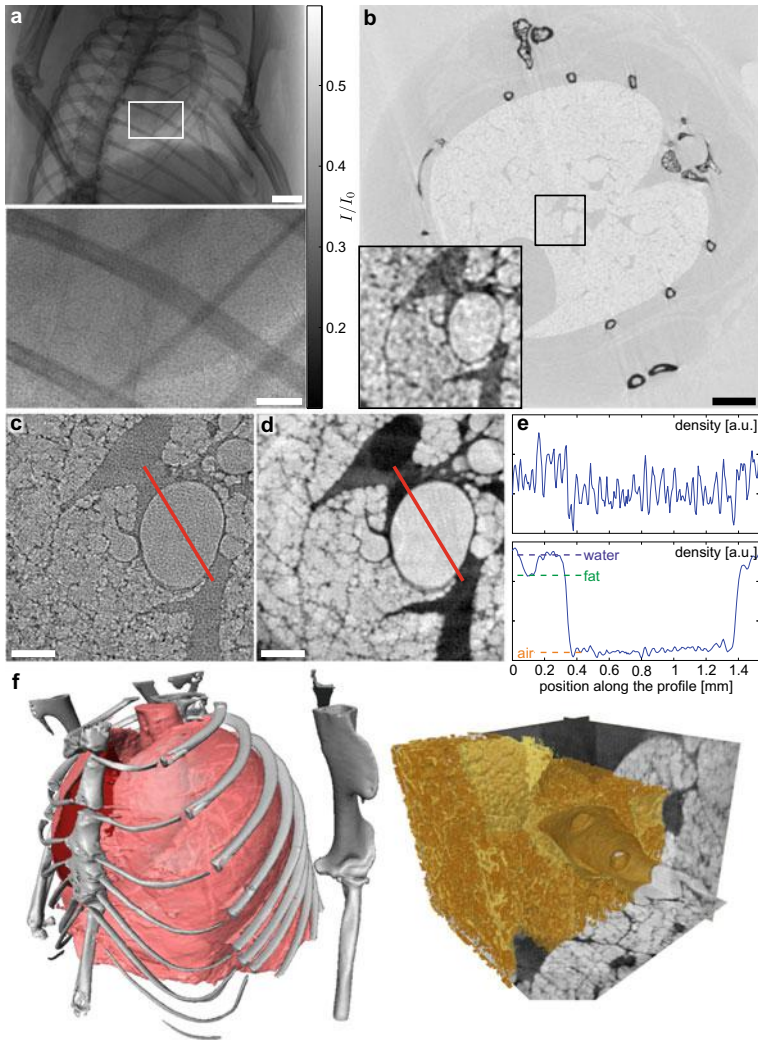 a
b
0.5
0.4
I/I0
0.3
0.2
c
d
e
density [a.u.]
density [a.u.]
water
fat
air
0 0.2 0.4 0.6 0.8 1 1.2 1.4
position along the profile [mm]
f